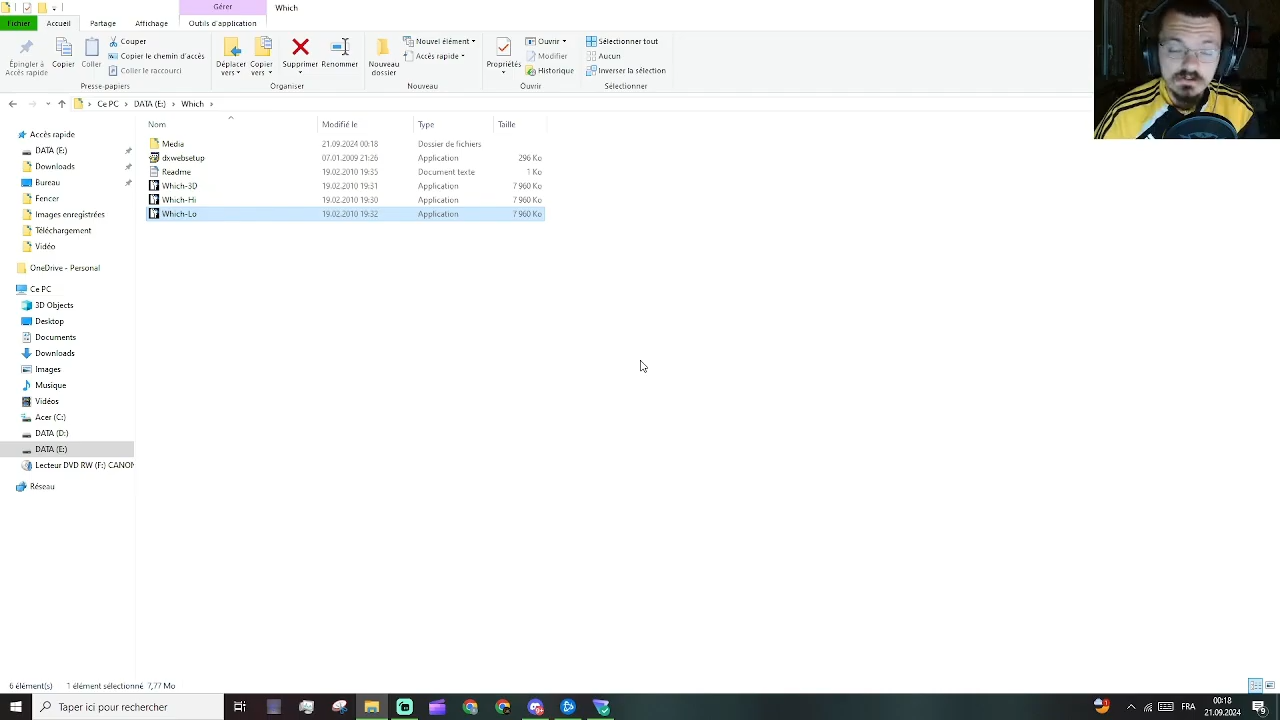 Gérer
Which
Fichier
Accueil
Partage
Affichage
Outils d'application
Épingler à
Accès rapide
Copier
Coller
Couper
Copier le chemin d'accès
Coller le raccourci
Presse-papiers
Déplacer
vers
Copier
vers
Supprimer
Renommer
Organiser
Nouveau
dossier
Nouvel élément
Accès rapide
Nouveau
Propriétés
Ouvrir
Modifier
Historique
Ouvrir
Sélectionner tout
Aucun
Inverser la sélection
Sélectionner
Ce PC > DATA (E:) > Which >
Nom Modifié le Type Taille
Media 21.09.2024 00:18 Dossier de fichiers
dxwebsetup 07.01.2009 21:26 Application 296 Ko
Readme 19.02.2010 19:35 Document texte 1 Ko
Which-3D 19.02.2010 19:31 Application 7 960 Ko
Which-Hi 19.02.2010 19:30 Application 7 960 Ko
Which-Lo 19.02.2010 19:32 Application 7 960 Ko
Accès rapide
DATA (E:)
Downloads
Bureau
Fencer
Images enregistrées
Téléchargement
Vidéo
OneDrive - Personal
Ce PC
3D Objects
Desktop
Documents
Downloads
Images
Musique
Vidéos
Acer (C:)
DATA (D:)
DATA (E:)
Lecteur DVD RW (F:) CANON
Réseau
6 élément(s) 1 élément sélectionné 7,77 Mo
Taper ici pour rechercher
FRA
00:18
21.09.2024